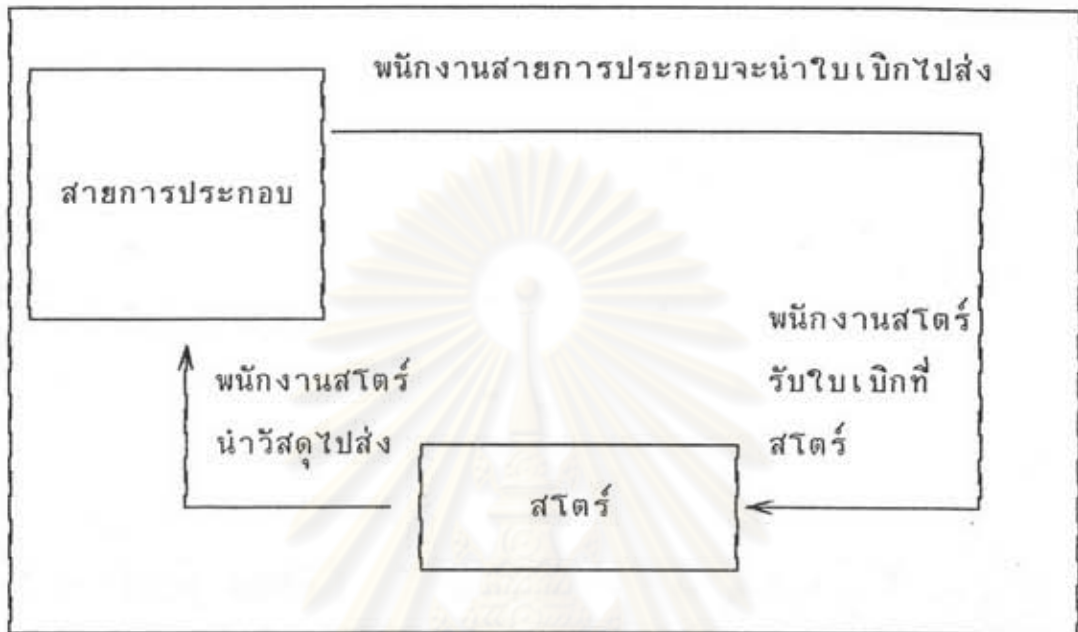 พนักงานสายการประกอบจะนำใบเบิกไปส่ง
สายการประกอบ
พนักงานสโตร์
รับใบเบิกที่
สโตร์
พนักงานสโตร์
นำวัสดุไปส่ง
สโตร์